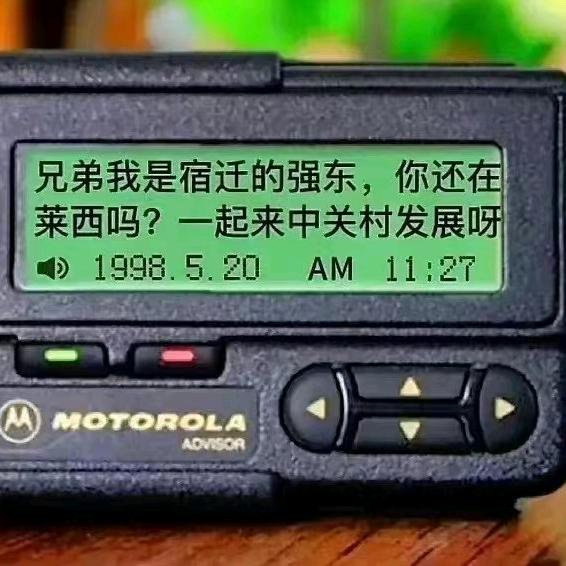 兄弟我是宿迁的强东，你还在
莱西吗？一起来中关村发展呀
1998.5.20 AM 11:27
MOTOROLA
ADVISOR